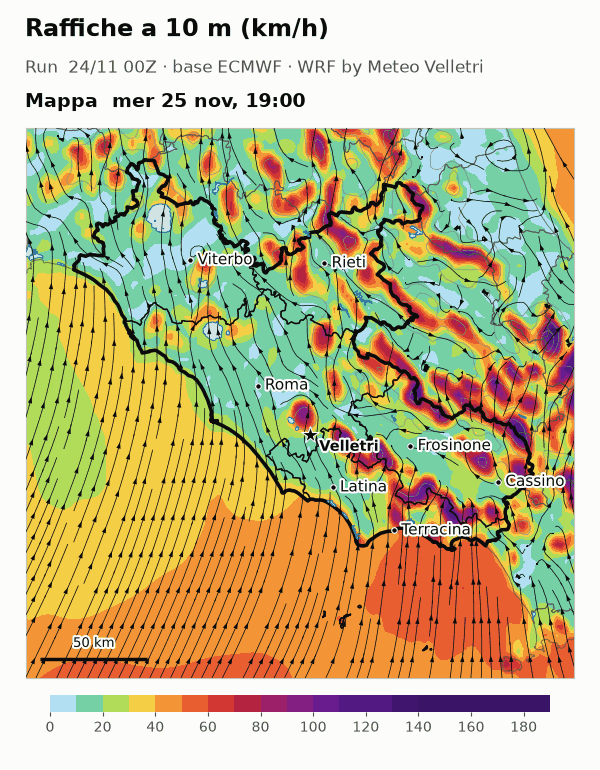 Raffiche a 10 m (km/h)
Run  24/11 00Z · base ECMWF · WRF by Meteo Velletri
Mappa  mer 25 nov, 19:00
Viterbo
Rieti
Roma
Velletri
Frosinone
Cassino
Latina
Terracina
50 km
0 20 40 60 80 100 120 140 160 180